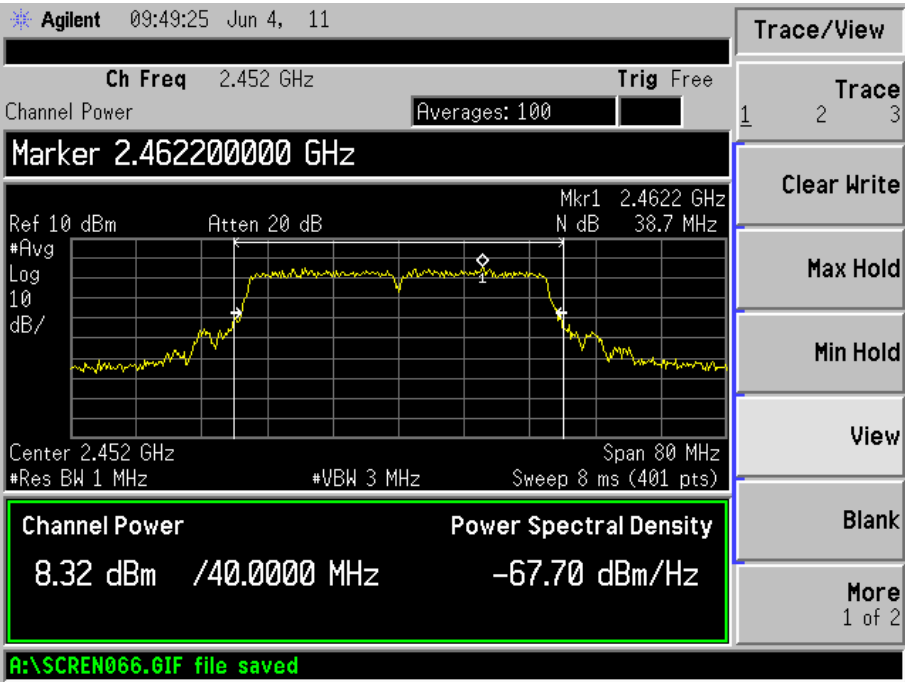 Agilent 09:49:25 Jun 4, 11
Trace/View
Ch Freq 2.452 GHz Trig Free
Channel Power Averages: 100
Marker 2.462200000 GHz
Mkr1 2.4622 GHz
Ref 10 dBm Atten 20 dB N dB 38.7 MHz
#Avg
Log
10
dB/
1
Center 2.452 GHz Span 80 MHz
#Res BW 1 MHz #VBW 3 MHz Sweep 8 ms (401 pts)
Channel Power Power Spectral Density
8.32 dBm /40.0000 MHz -67.70 dBm/Hz
A:\SCREN066.GIF file saved
Trace
1 2 3
Clear Write
Max Hold
Min Hold
View
Blank
More
1 of 2